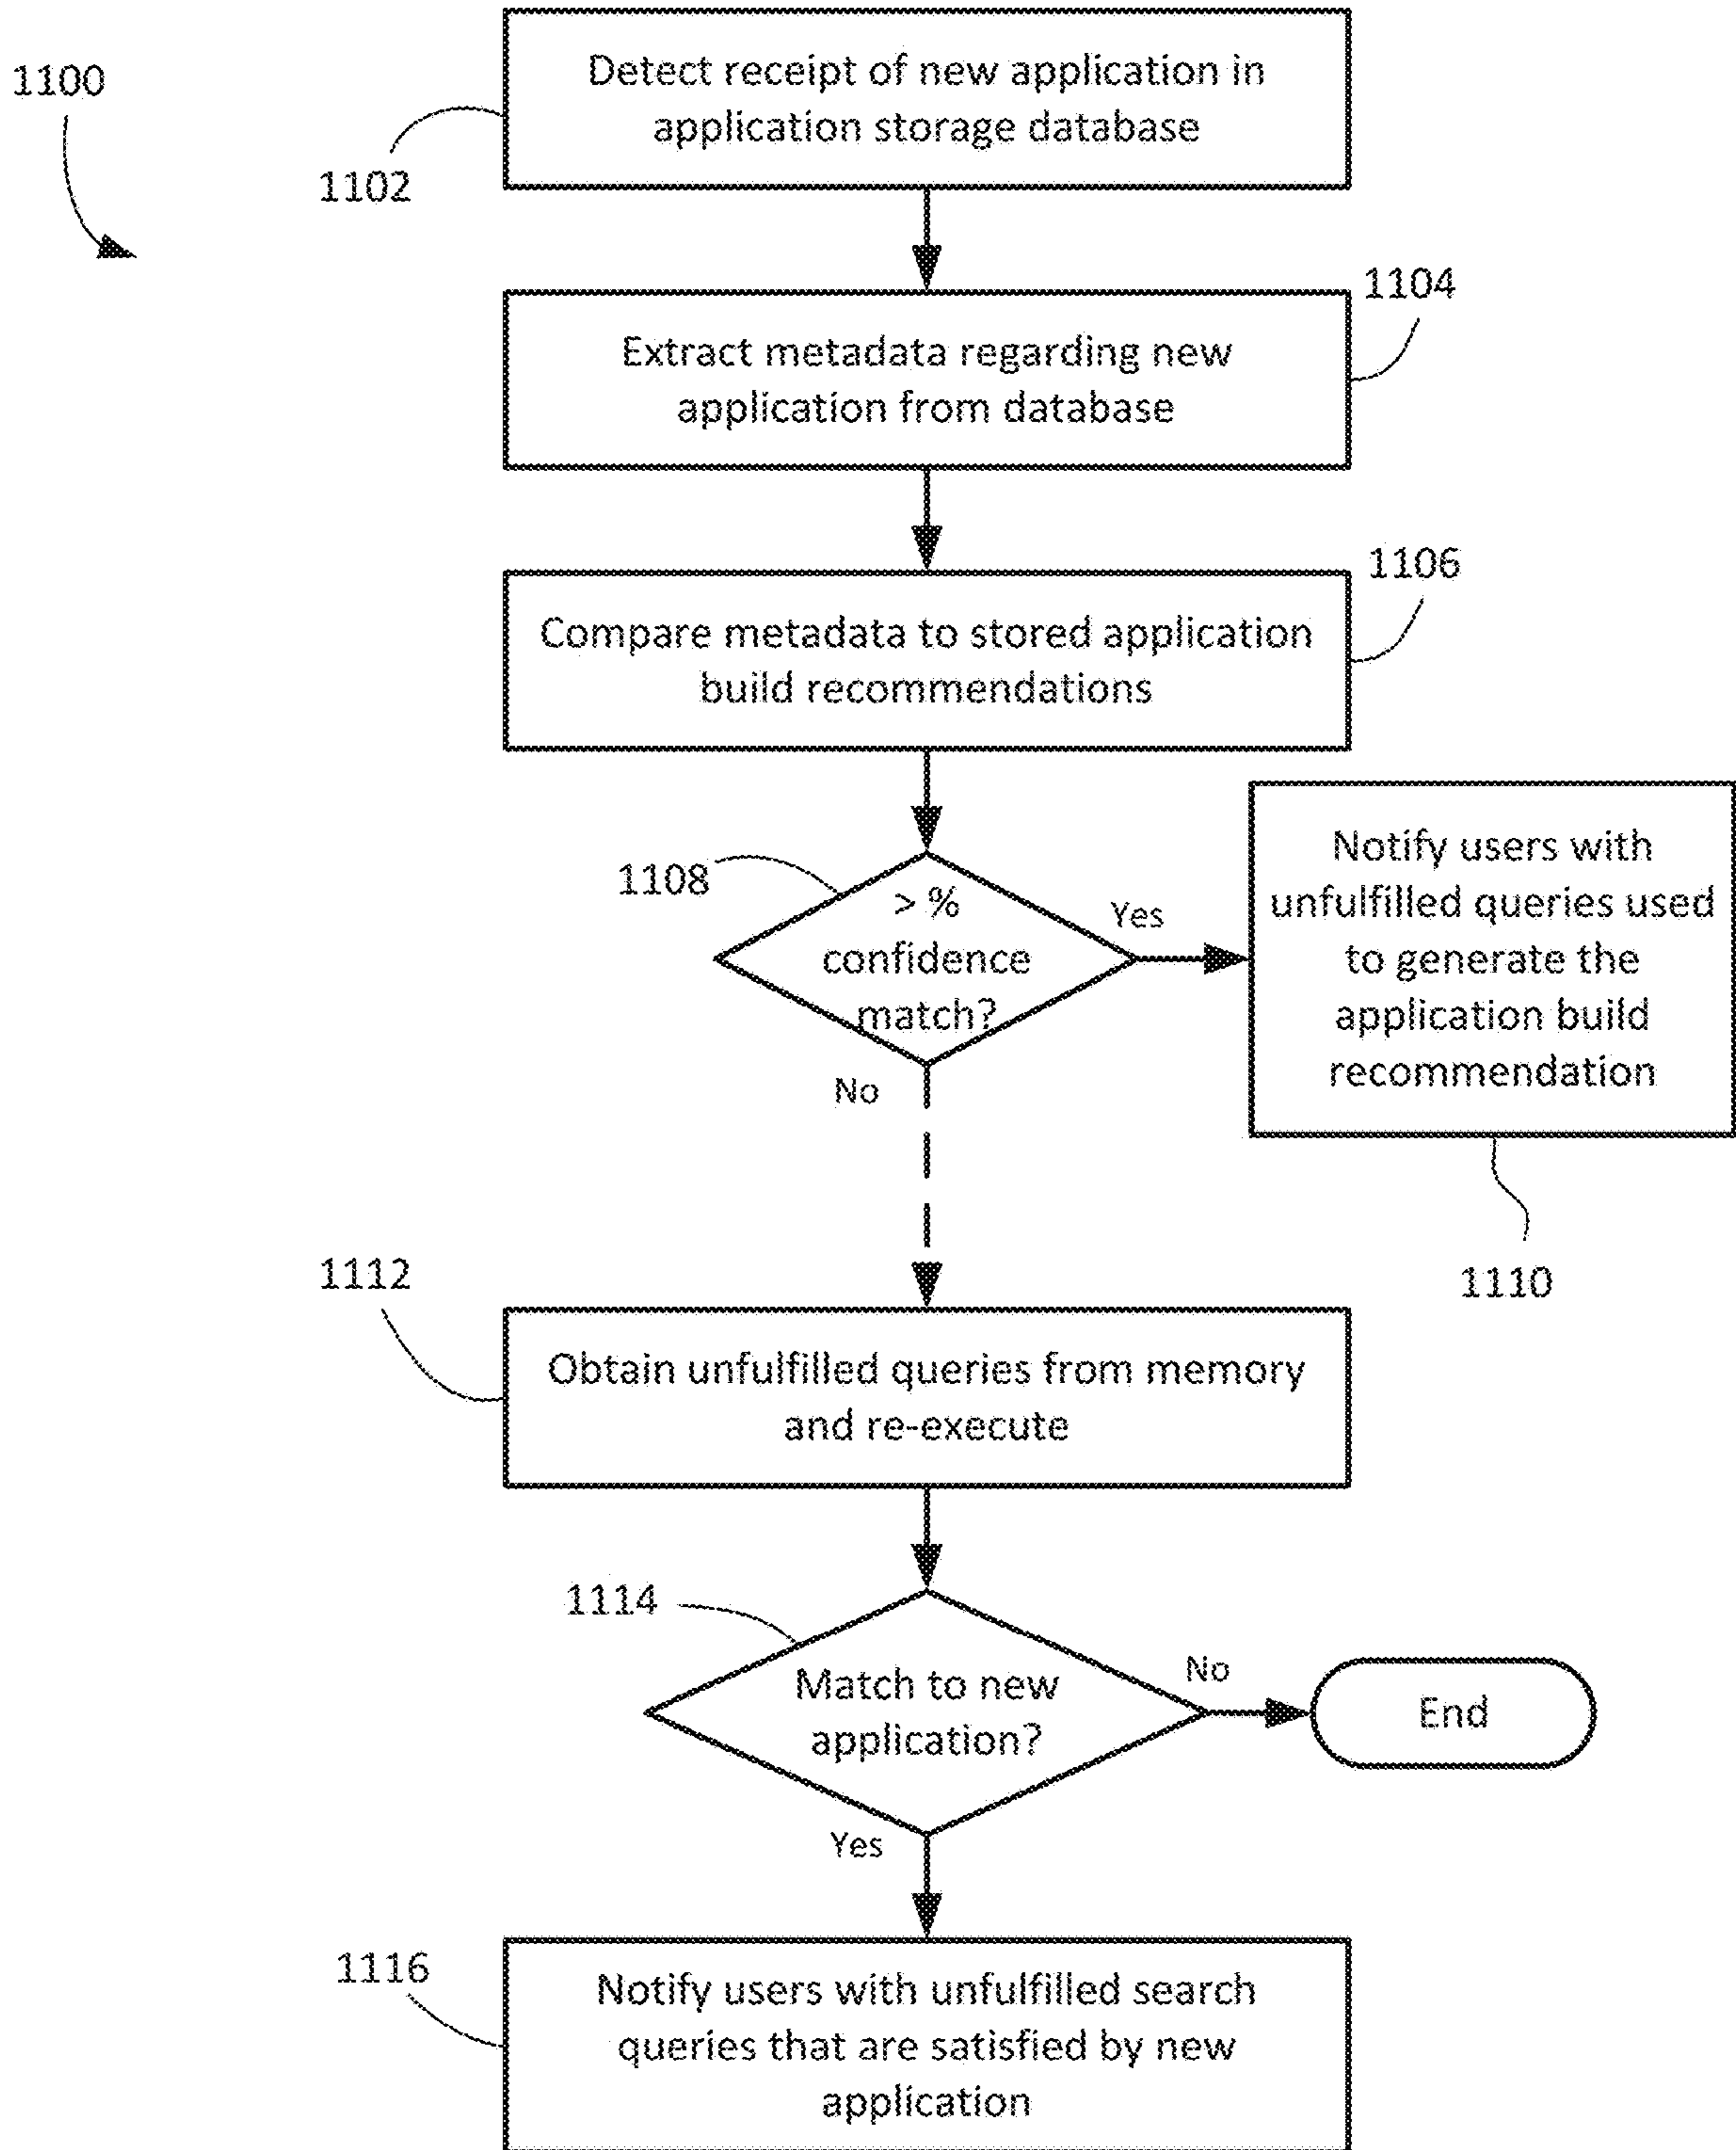 1100
Detect receipt of new application in
application storage database
1102
1104
Extract metadata regarding new
application from database
1106
Compare metadata to stored application
build recommendations
1108
> %
confidence
match?
Yes
No
Notify users with
unfulfilled queries used
to generate the
application build
recommendation
1110
1112
Obtain unfulfilled queries from memory
and re-execute
1114
Match to new
application?
No
End
Yes
1116
Notify users with unfulfilled search
queries that are satisfied by new
application